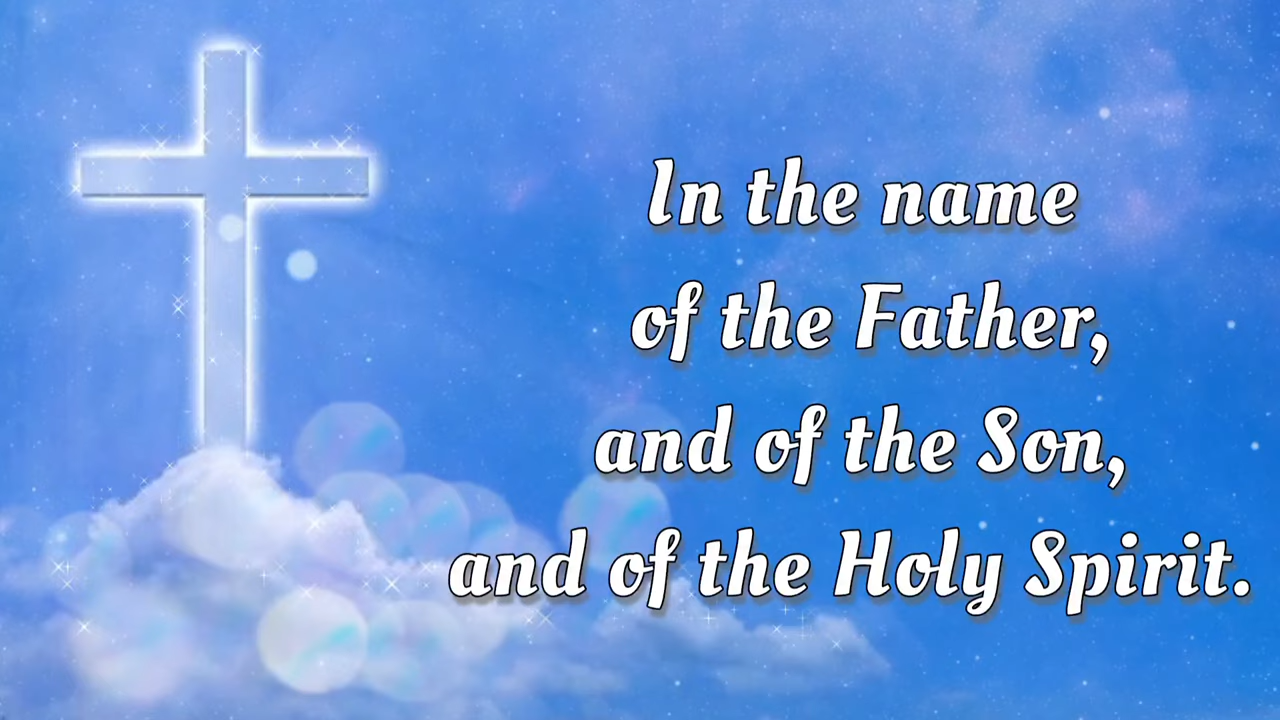 In the name
of the Father,
and of the Son,
and of the Holy Spirit.